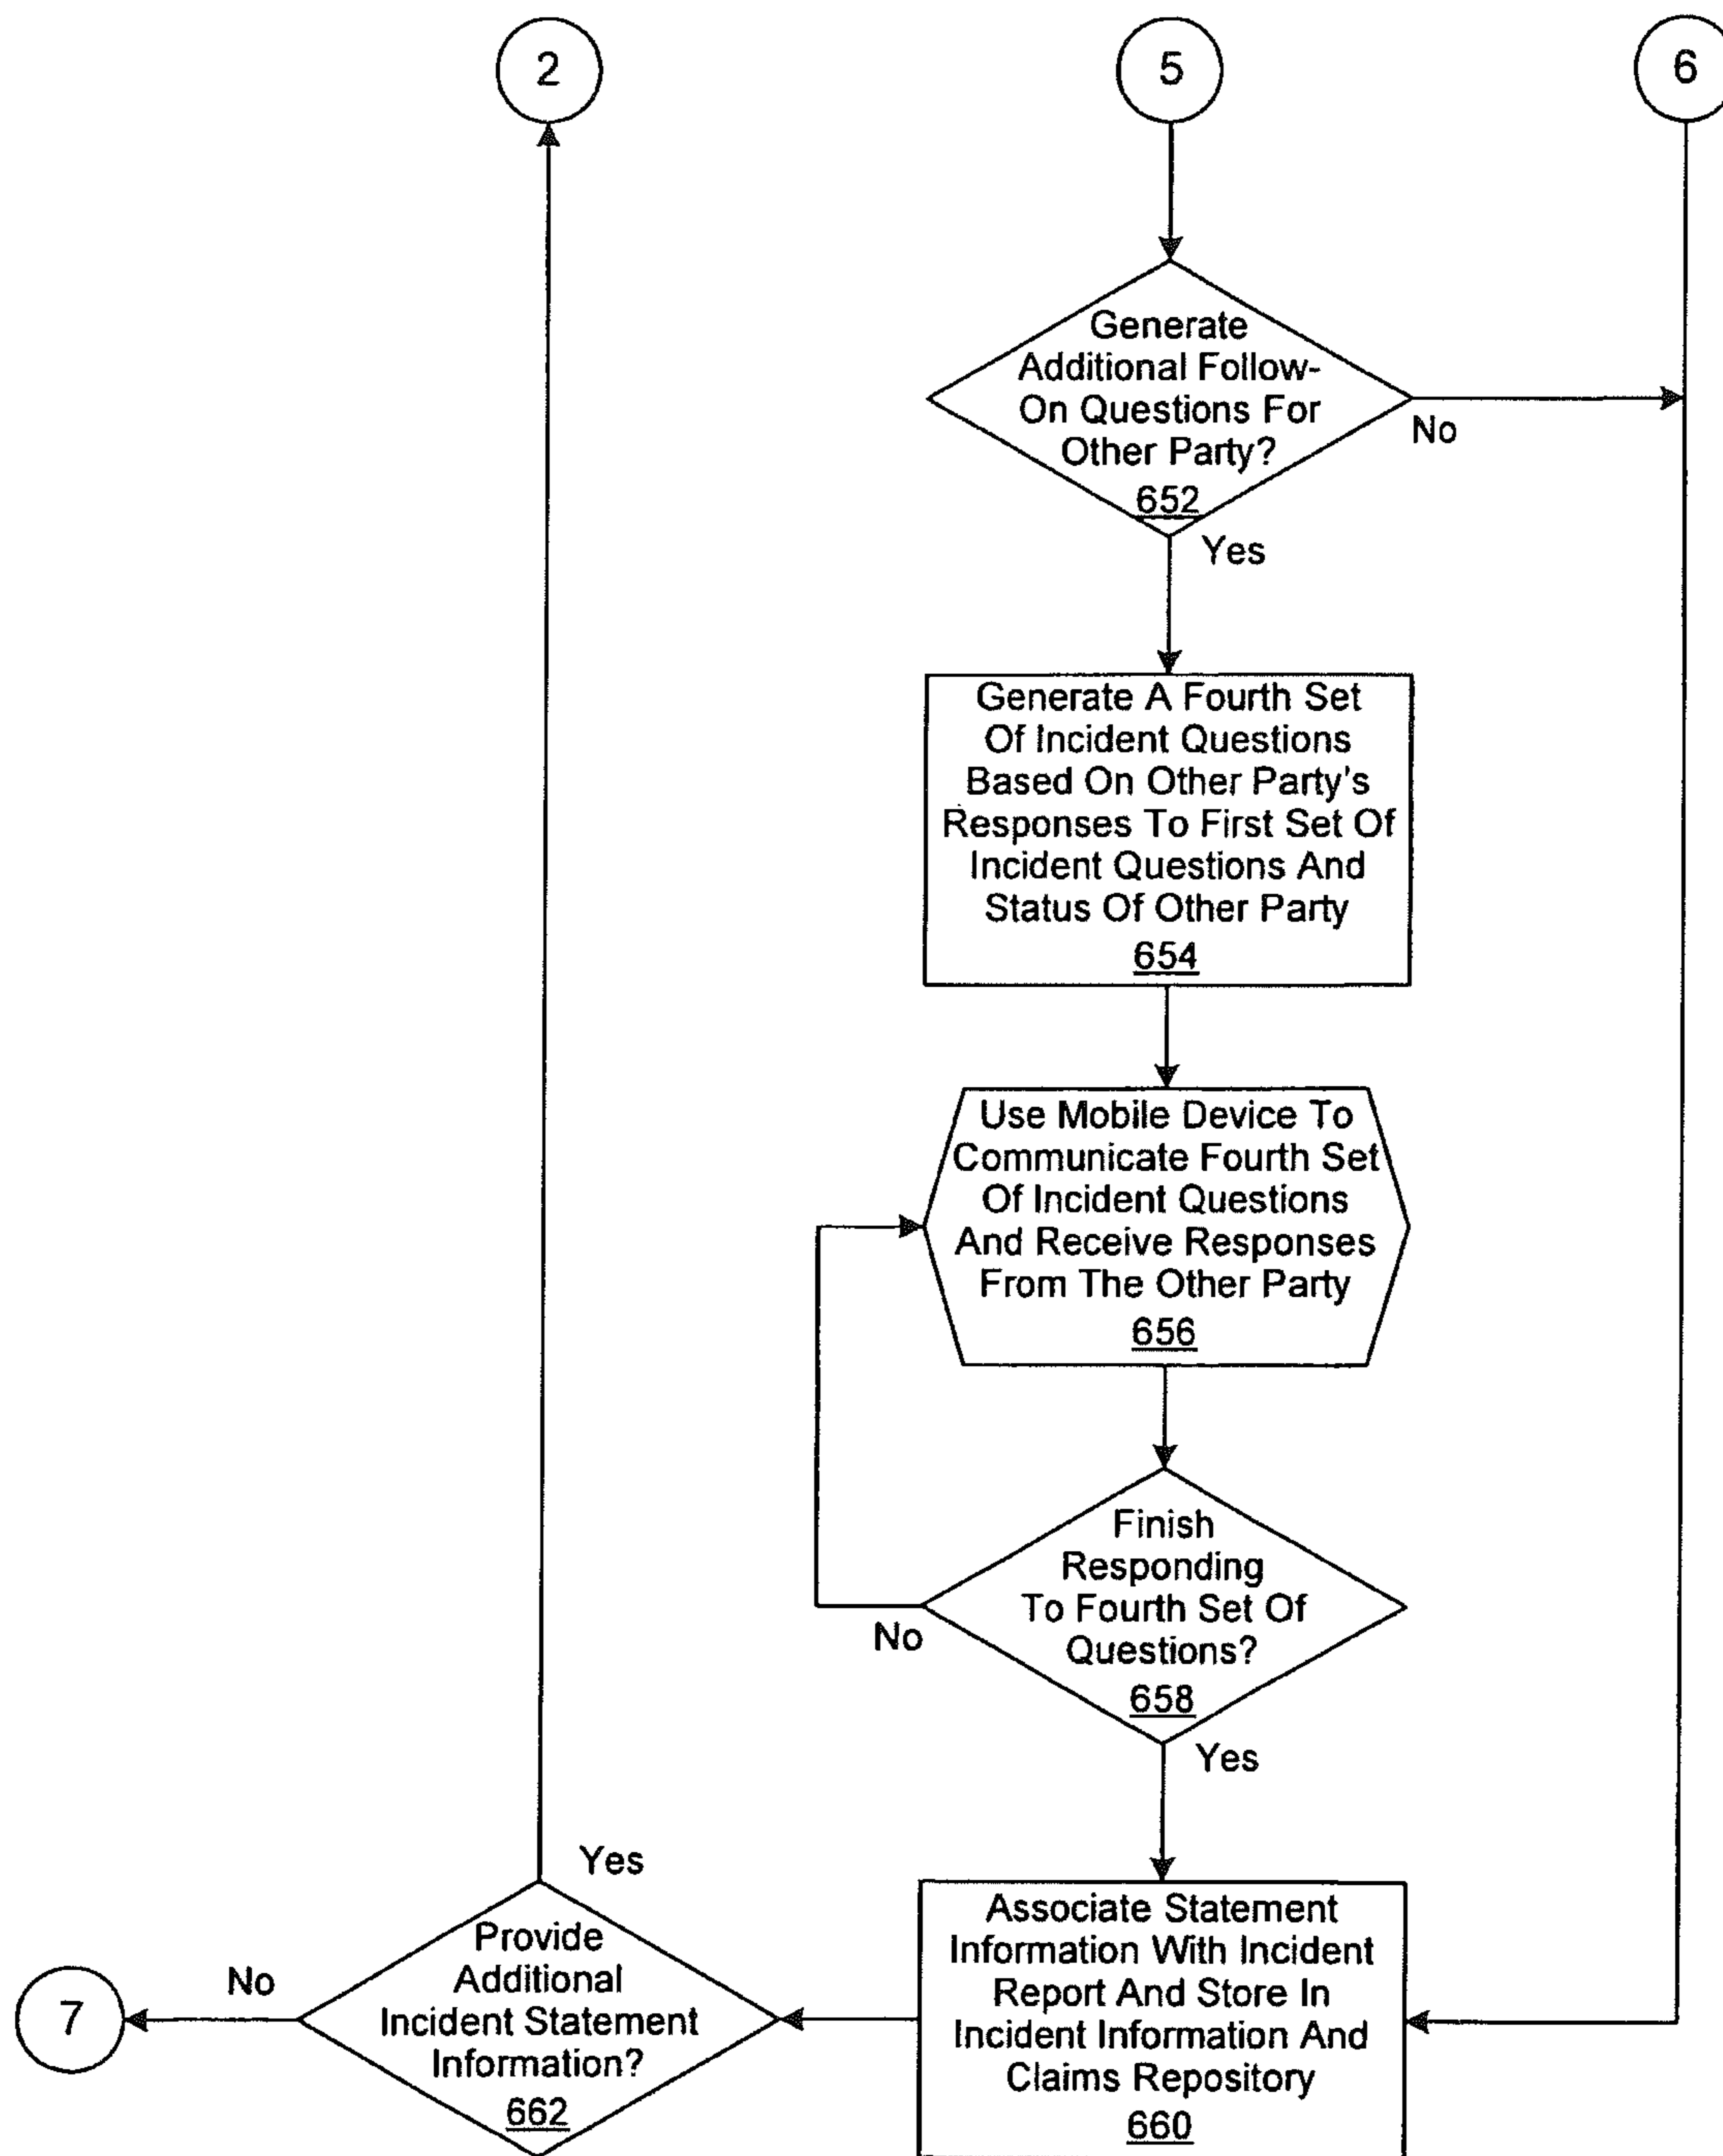 2
5
6
Generate
Additional Follow-
On Questions For
Other Party?
652
No
Yes
Generate A Fourth Set
Of Incident Questions
Based On Other Party's
Responses To First Set Of
Incident Questions And
Status Of Other Party
654
Use Mobile Device To
Communicate Fourth Set
Of Incident Questions
And Receive Responses
From The Other Party
656
Finish
Responding
To Fourth Set Of
Questions?
658
No
Yes
Associate Statement
Information With Incident
Report And Store In
Incident Information And
Claims Repository
660
Yes
Provide
Additional
Incident Statement
Information?
662
No
7